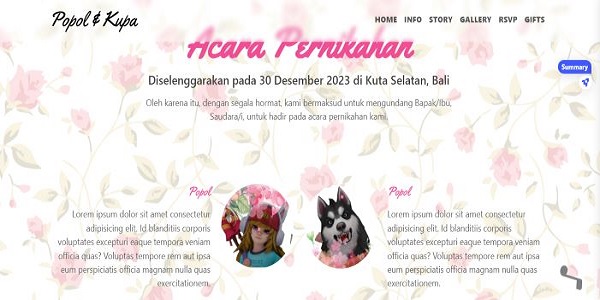 Popol & Kupa
HOME INFO STORY GALLERY RSVP GIFTS
Acara Pernikahan
Diselenggarakan pada 30 Desember 2023 di Kuta Selatan, Bali
Oleh karena itu, dengan segala hormat, kami bermaksud untuk mengundang Bapak/Ibu,
Saudara/i, untuk hadir pada acara pernikahan kami.
Summary
Popol
Lorem ipsum dolor sit amet consectetur
adipisicing elit. Id blanditiis corporis
voluptates excepturi eaque tempora veniam
officia quas? Voluptas tempore rem aut ipsa
eum perspiciatis officia magnam nulla quas
exercitationem.
Popol
Lorem ipsum dolor sit amet consectetur
adipisicing elit. Id blanditiis corporis
voluptates excepturi eaque tempora veniam
officia quas? Voluptas tempore rem aut ipsa
eum perspiciatis officia magnam nulla quas
exercitationem.